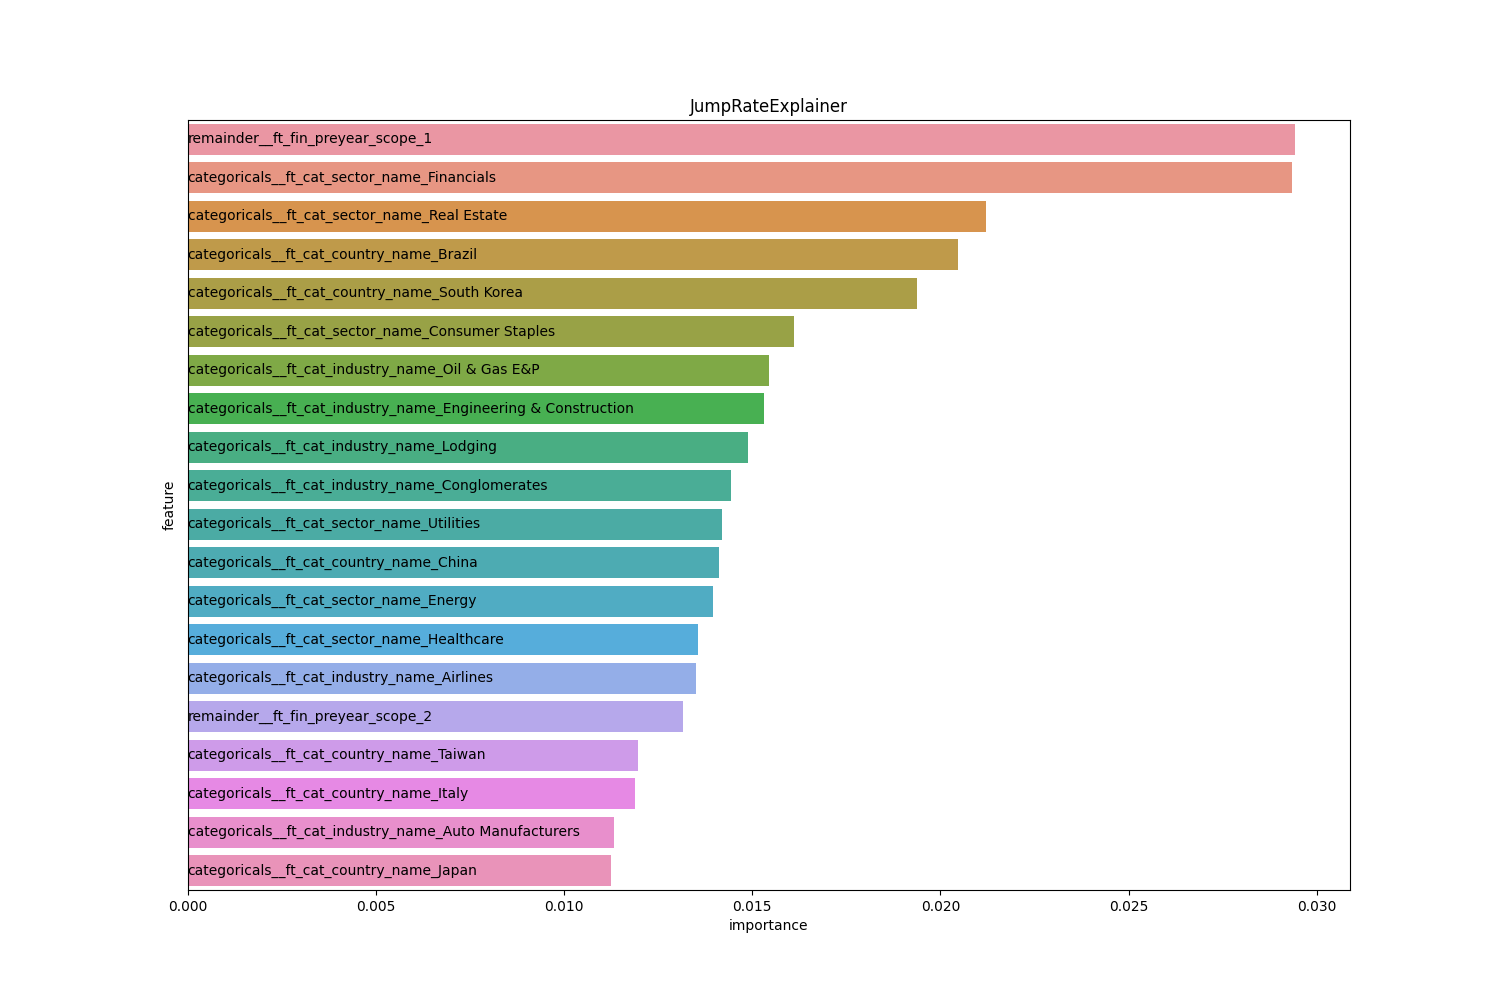 JumpRateExplainer
remainder__ft_fin_preyear_scope_1
categoricals__ft_cat_sector_name_Financials
categoricals__ft_cat_sector_name_Real Estate
categoricals__ft_cat_country_name_Brazil
categoricals__ft_cat_country_name_South Korea
categoricals__ft_cat_sector_name_Consumer Staples
categoricals__ft_cat_industry_name_Oil & Gas E&P
categoricals__ft_cat_industry_name_Engineering & Construction
categoricals__ft_cat_industry_name_Lodging
categoricals__ft_cat_industry_name_Conglomerates
categoricals__ft_cat_sector_name_Utilities
categoricals__ft_cat_country_name_China
categoricals__ft_cat_sector_name_Energy
categoricals__ft_cat_sector_name_Healthcare
categoricals__ft_cat_industry_name_Airlines
remainder__ft_fin_preyear_scope_2
categoricals__ft_cat_country_name_Taiwan
categoricals__ft_cat_country_name_Italy
categoricals__ft_cat_industry_name_Auto Manufacturers
categoricals__ft_cat_country_name_Japan
feature
0.000 0.005 0.010 0.015 0.020 0.025 0.030
importance